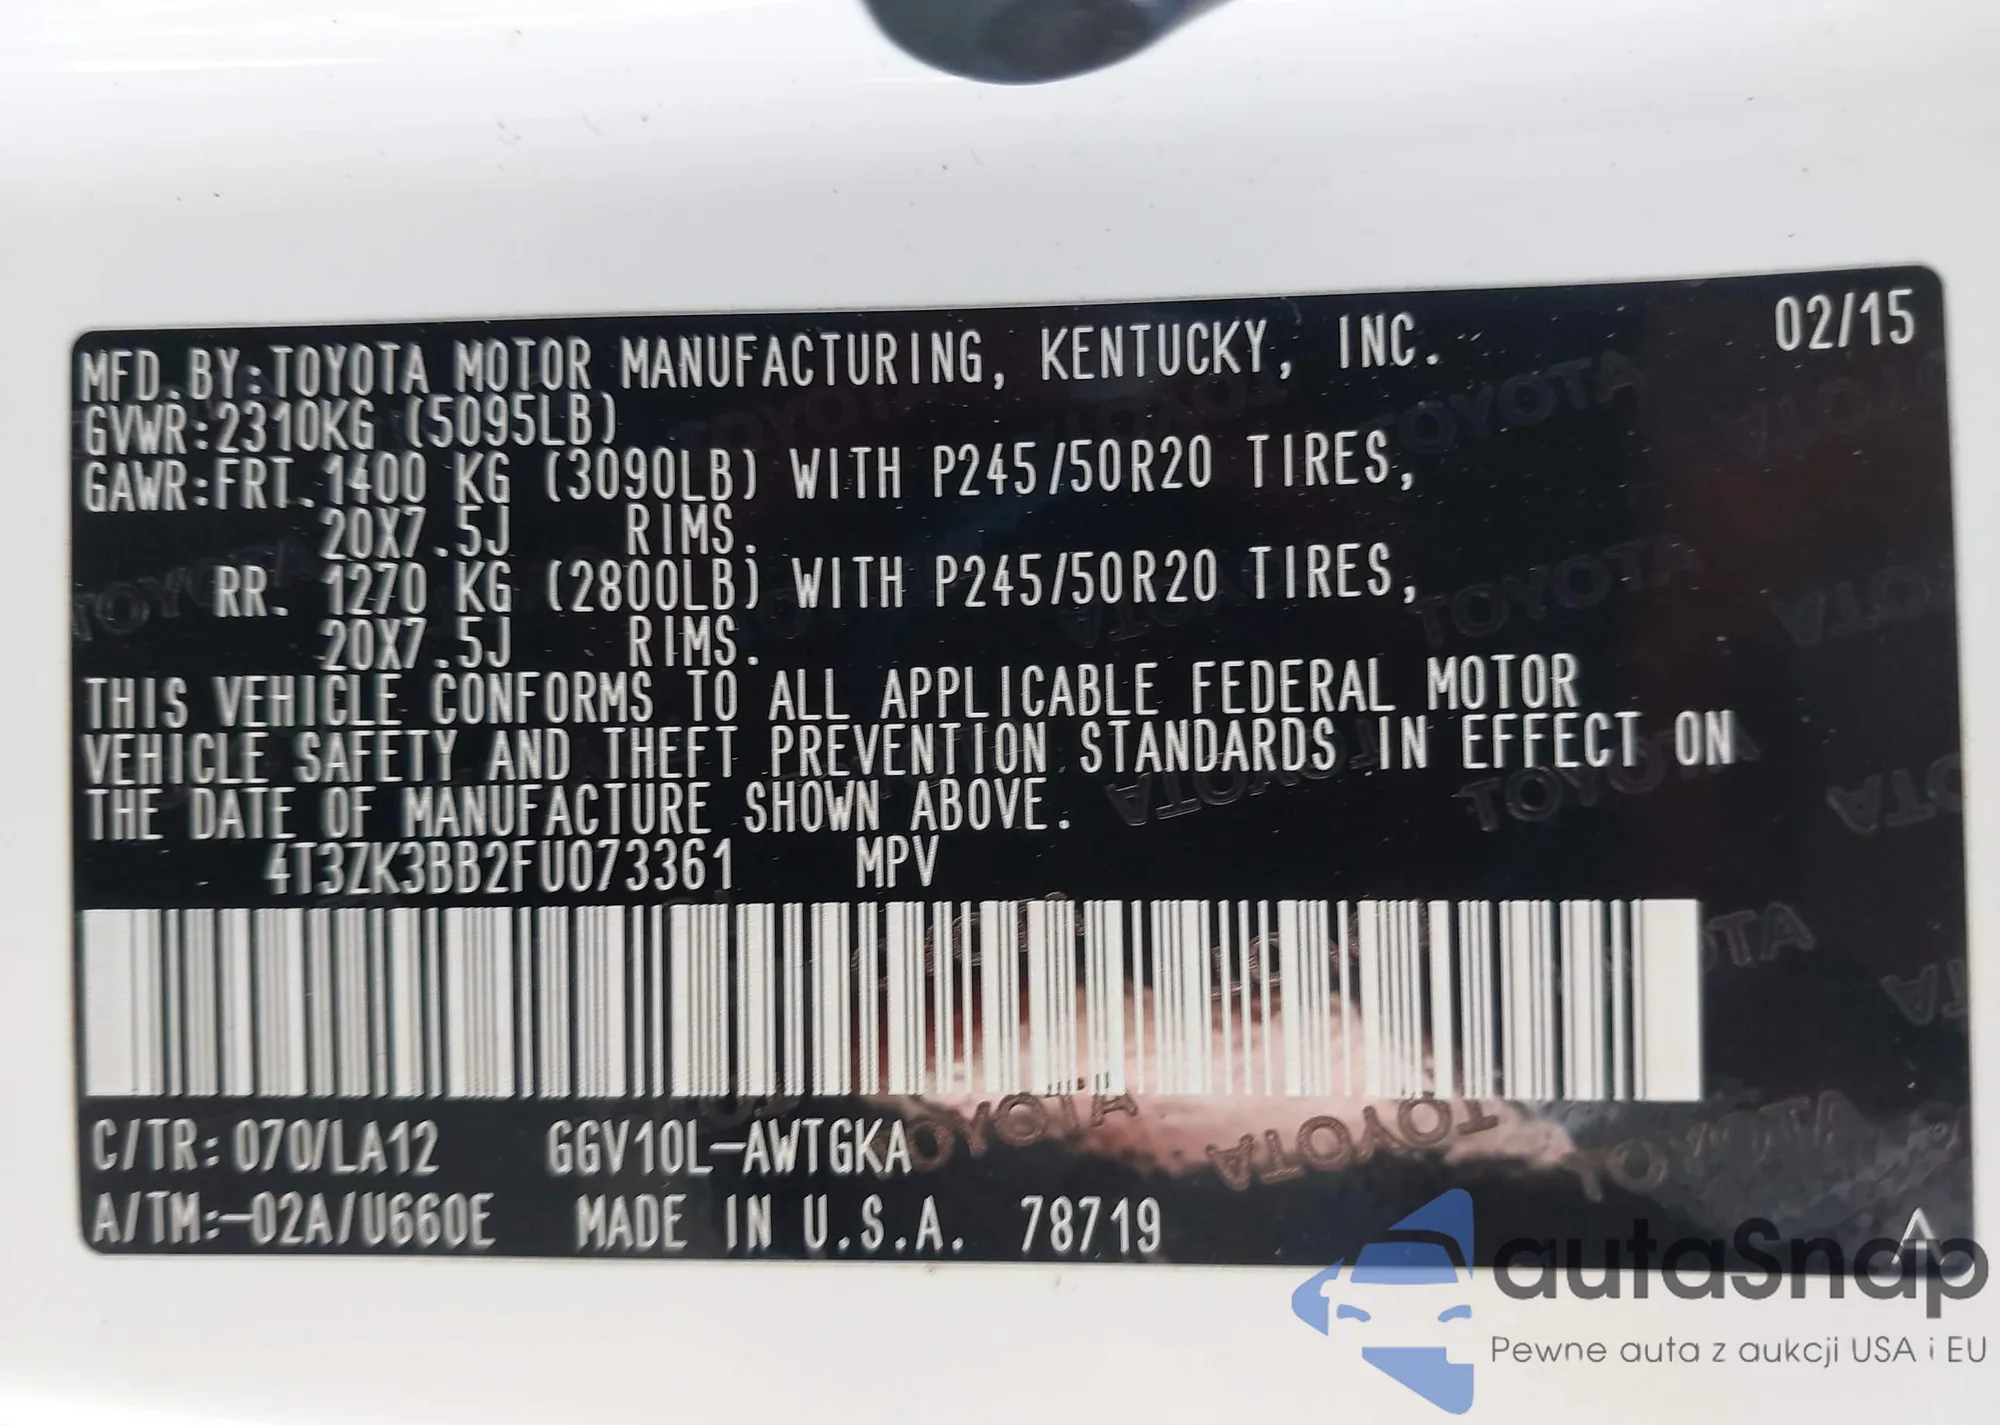 02/15
MFD.BY:TOYOTA MOTOR MANUFACTURING, KENTUCKY, INC.
GVWR:2310KG (5095LB)
GAWR:FRT.1400 KG (3090LB) WITH P245/50R20 TIRES,
20X7.5J RIMS.
RR. 1270 KG (2800LB) WITH P245/50R20 TIRES,
20X7.5J RIMS.
THIS VEHICLE CONFORMS TO ALL APPLICABLE FEDERAL MOTOR
VEHICLE SAFETY AND THEFT PREVENTION STANDARDS IN EFFECT ON
THE DATE OF MANUFACTURE SHOWN ABOVE.
4T3ZK3BB2FU073361 MPV
C/TR:070/LA12 GGV10L-AWTGKA
A/TM:-02A/U660E MADE IN U.S.A. 78719
autaSnap
Pewne auta z aukcji USA i EU